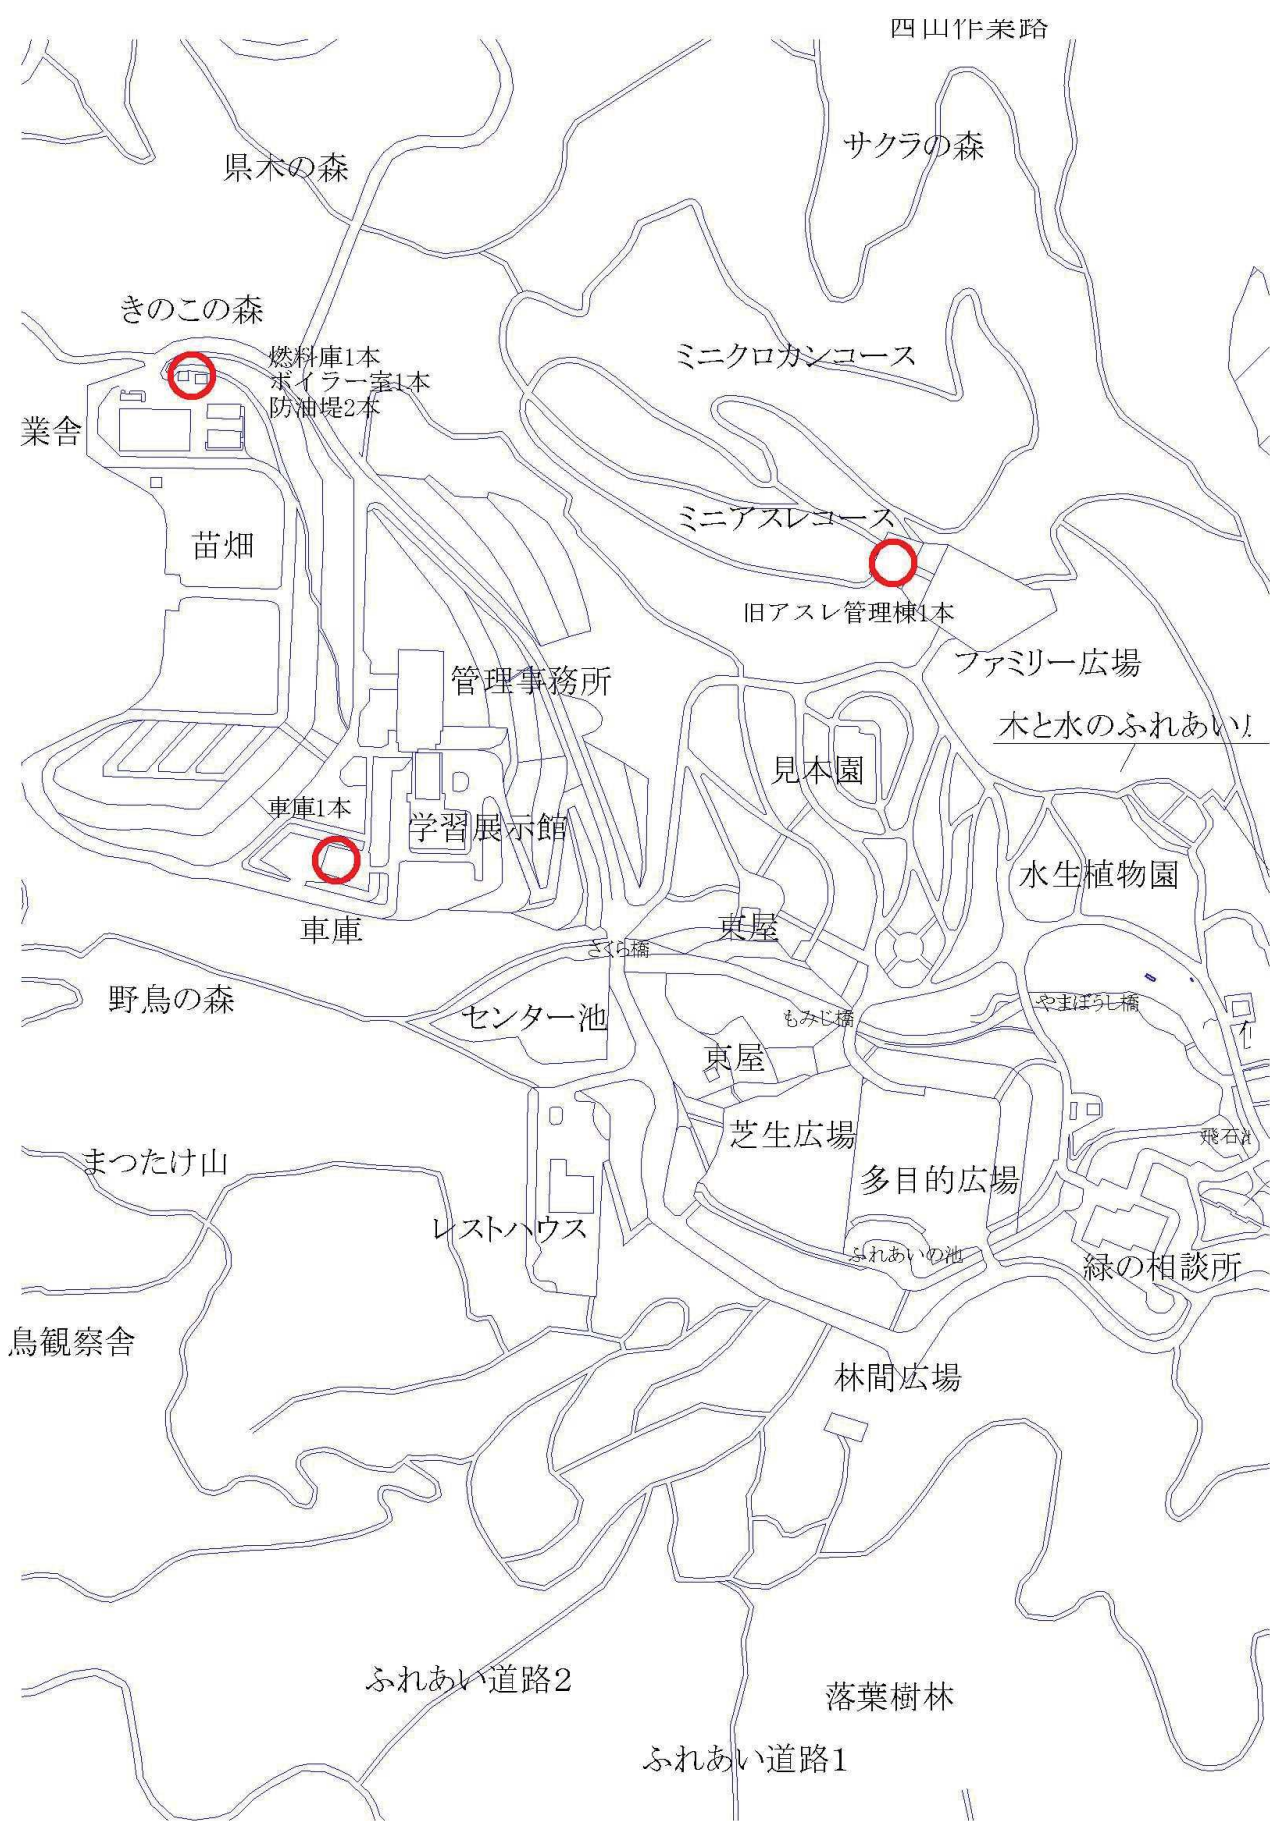 西山作業路
サクラの森
県木の森
きのこの森
燃料庫1本
ボイラー室1本
防油堤2本
ミニクロカンコース
業舎
ミニアスレコース
苗畑
旧アスレ管理棟1本
ファミリー広場
管理事務所
木と水のふれあい
見本園
車庫1本
学習展示館
水生植物園
車庫
東屋
さくら橋
野鳥の森
センター池
もみじ橋
やまぼうし橋
東屋
芝生広場
飛石
まつたけ山
多目的広場
レストハウス
ふれあいの池
緑の相談所
鳥観察舎
林間広場
ふれあい道路2
落葉樹林
ふれあい道路1